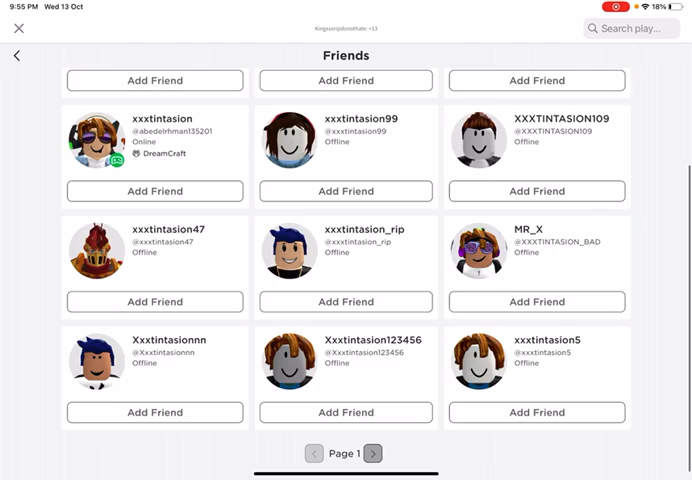 9:55 PM Wed 13 Oct
18%
Kingxxxripdonothate: <13
Search play...
Friends
Add Friend Add Friend Add Friend
xxxtintasion
@abedelrhman135201
Online
DreamCraft
Add Friend
xxxtintasion99
@xxxtintasion99
Offline
Add Friend
XXXTINTASION109
@XXXTINTASION109
Offline
Add Friend
xxxtintasion47
@xxxtintasion47
Offline
Add Friend
xxxtintasion_rip
@xxxtintasion_rip
Offline
Add Friend
MR_X
@XXXTINTASION_BAD
Offline
Add Friend
Xxxtintasionnn
@Xxxtintasionnn
Offline
Add Friend
Xxxtintasion123456
@Xxxtintasion123456
Offline
Add Friend
xxxtintasion5
@xxxtintasion5
Offline
Add Friend
Page 1